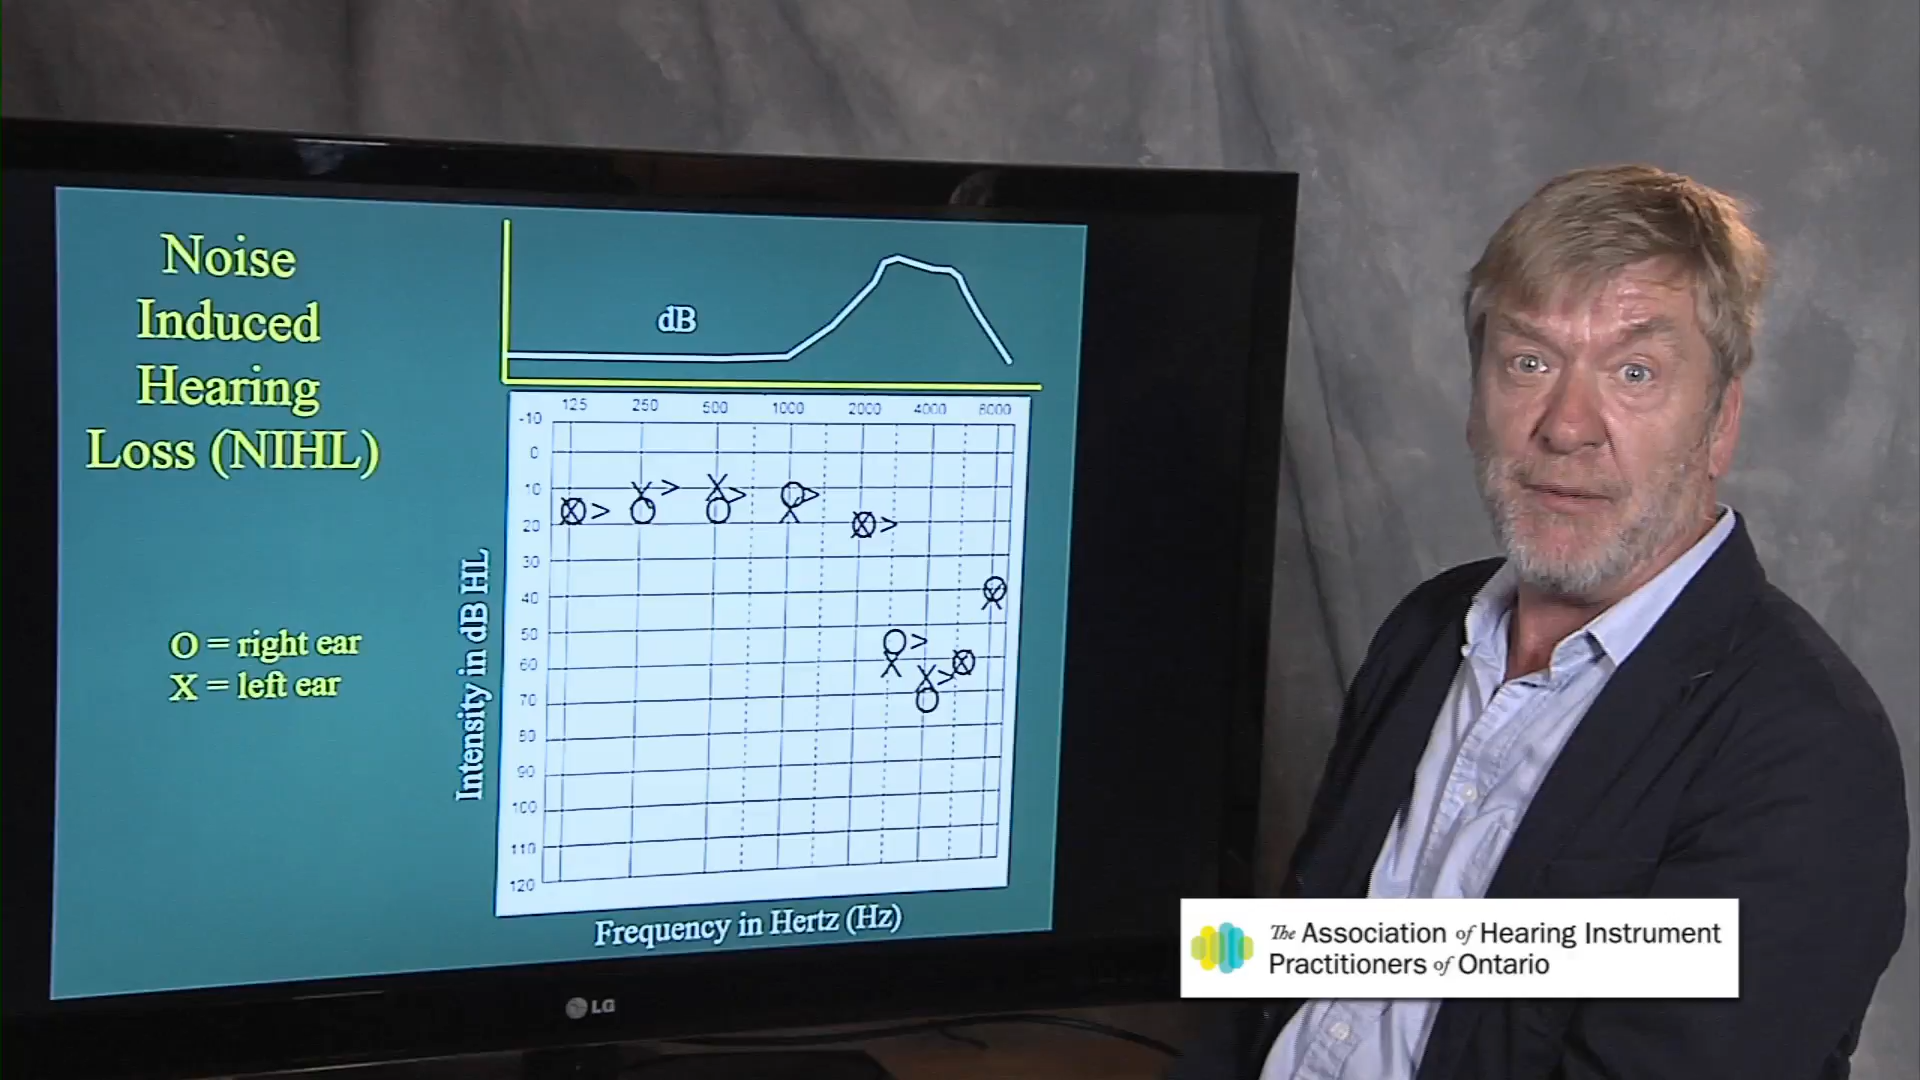 Noise
Induced
Hearing
Loss (NIHL)
O = right ear
X = left ear
dB
125 250 500 1000 2000 4000 8000
-10
0
10
20
30
40
50
60
70
80
90
100
110
120
Intensity in dB HL
Frequency in Hertz (Hz)
LG
The Association of Hearing Instrument
Practitioners of Ontario